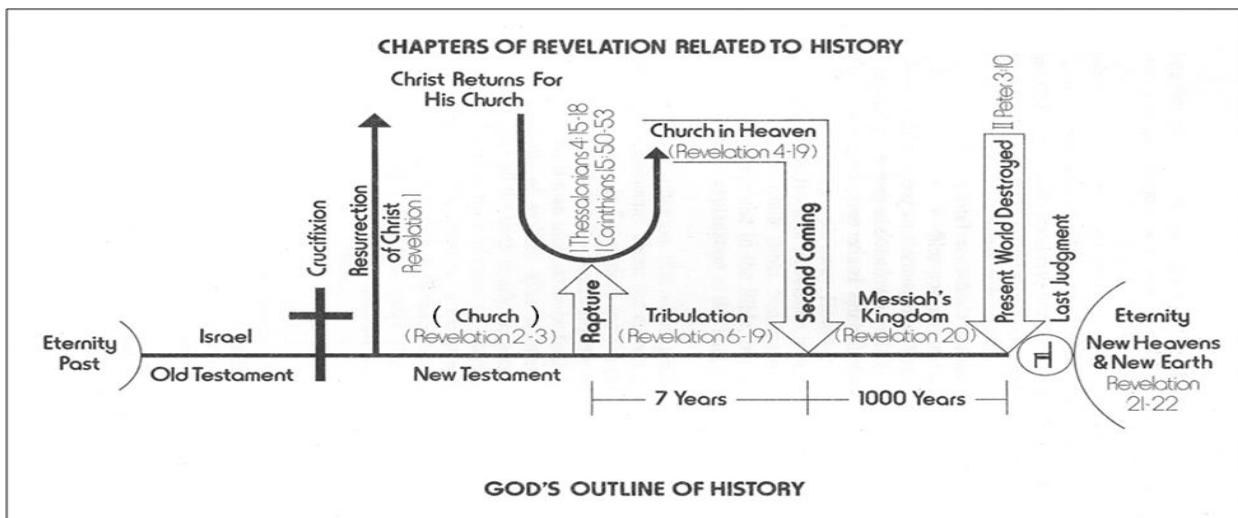 CHAPTERS OF REVELATION RELATED TO HISTORY
Christ Returns For
His Church
I Thessalonians 4:15-18
I Corinthians 15:50-53
Church in Heaven
(Revelation 4-19)
II Peter 3:10
Crucifixion
Resurrection
of Christ
Revelation 1
(Church)
(Revelation 2-3)
Rapture
Tribulation
(Revelation 6-19)
Second Coming
Messiah's
Kingdom
(Revelation 20)
Present World Destroyed
Last Judgment
Eternity
Past
Israel
Old Testament
New Testament
Eternity
New Heavens
& New Earth
Revelation
21-22
7 Years
1000 Years
GOD'S OUTLINE OF HISTORY